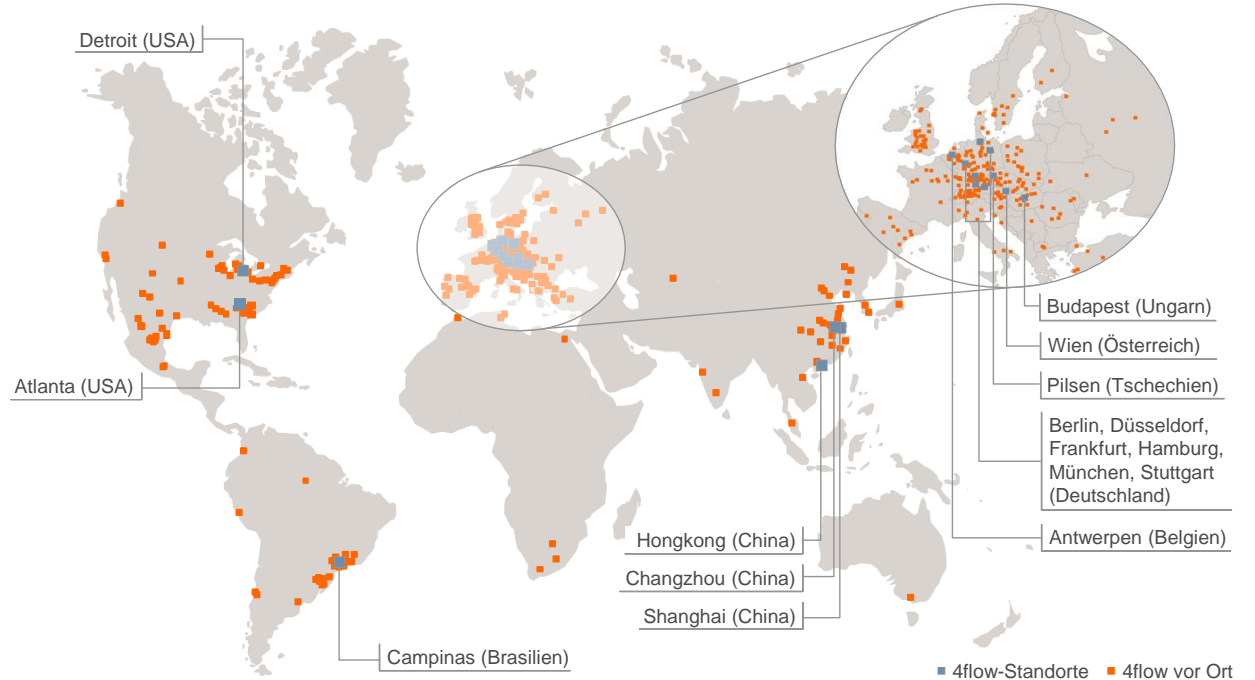 Detroit (USA)
Atlanta (USA)
Campinas (Brasilien)
Hongkong (China)
Changzhou (China)
Shanghai (China)
Budapest (Ungarn)
Wien (Österreich)
Pilsen (Tschechien)
Berlin, Düsseldorf,
Frankfurt, Hamburg,
München, Stuttgart
(Deutschland)
Antwerpen (Belgien)
4flow-Standorte
4flow vor Ort